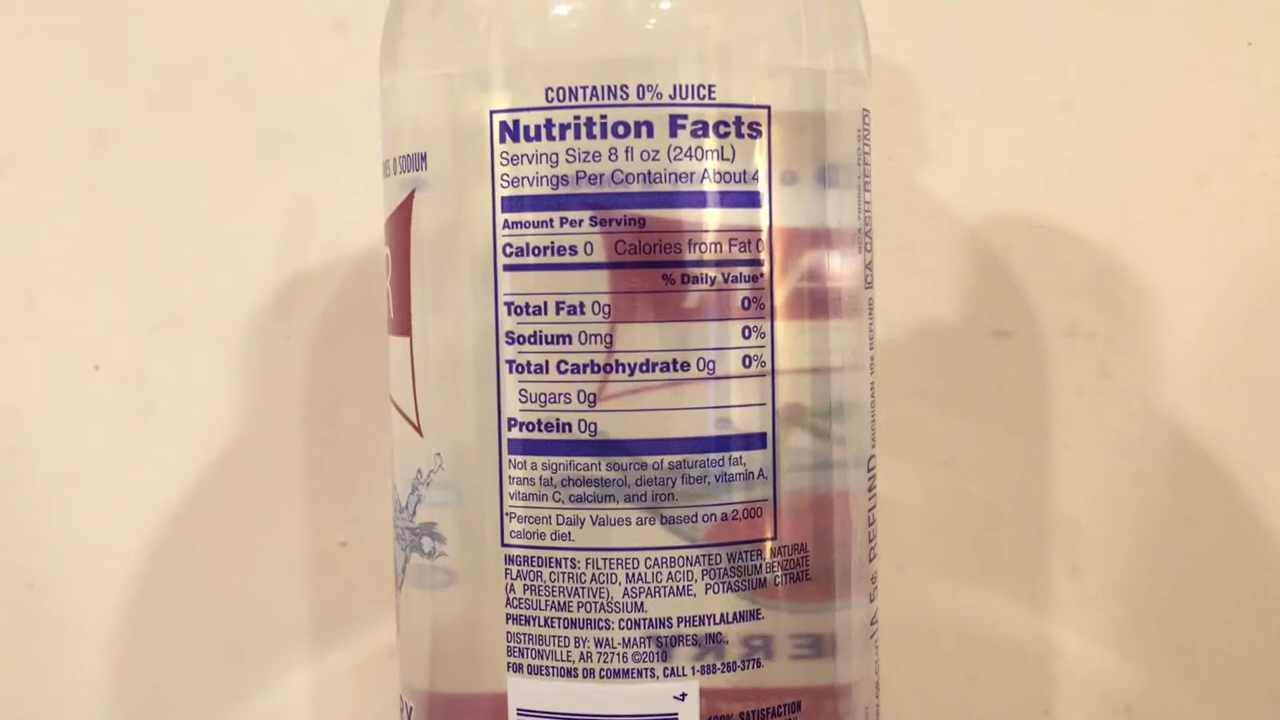 CONTAINS 0% JUICE
Nutrition Facts
Serving Size 8 fl oz (240mL)
Servings Per Container About 4
Amount Per Serving
Calories 0 Calories from Fat 0
% Daily Value*
Total Fat 0g 0%
Sodium 0mg 0%
Total Carbohydrate 0g 0%
Sugars 0g
Protein 0g
Not a significant source of saturated fat,
trans fat, cholesterol, dietary fiber, vitamin A,
vitamin C, calcium, and iron.
*Percent Daily Values are based on a 2,000
calorie diet.
INGREDIENTS: FILTERED CARBONATED WATER, NATURAL
FLAVOR, CITRIC ACID, MALIC ACID, POTASSIUM BENZOATE
(A PRESERVATIVE), ASPARTAME, POTASSIUM CITRATE,
ACESULFAME POTASSIUM.
PHENYLKETONURICS: CONTAINS PHENYLALANINE.
DISTRIBUTED BY: WAL-MART STORES, INC.,
BENTONVILLE, AR 72716 ©2010
FOR QUESTIONS OR COMMENTS, CALL 1-888-260-3776.
4
100% SATISFACTION
0 SODIUM
R
IA 5¢ REFUND MICHIGAN 10¢ REFUND CA CASH REFUND